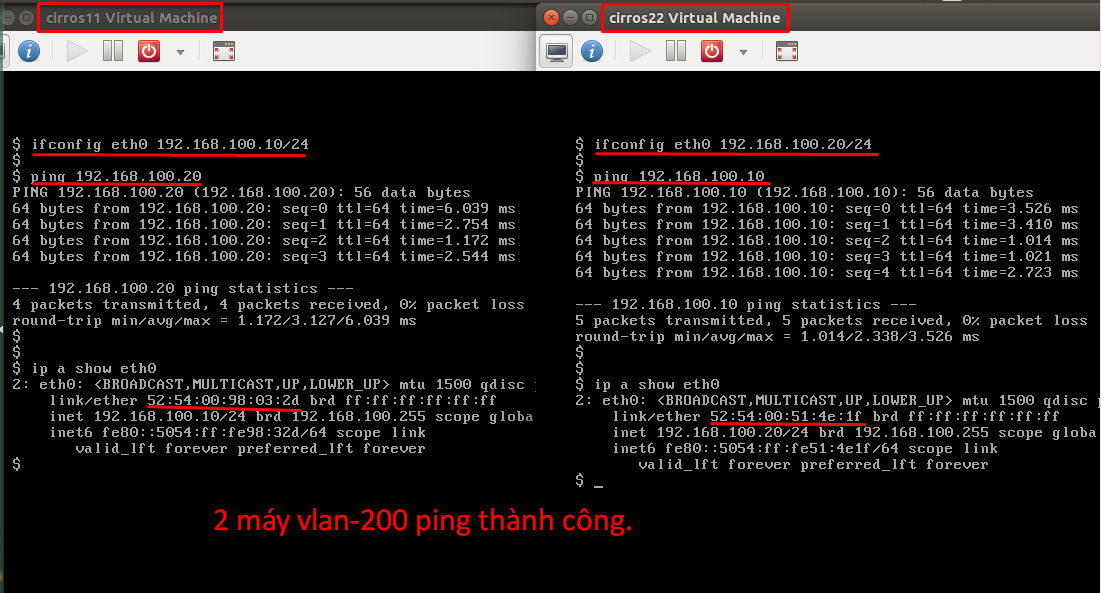 cirros11 Virtual Machine
$ ifconfig eth0 192.168.100.10/24
$
$ ping 192.168.100.20
PING 192.168.100.20 (192.168.100.20): 56 data bytes
64 bytes from 192.168.100.20: seq=0 ttl=64 time=6.039 ms
64 bytes from 192.168.100.20: seq=1 ttl=64 time=2.754 ms
64 bytes from 192.168.100.20: seq=2 ttl=64 time=1.172 ms
64 bytes from 192.168.100.20: seq=3 ttl=64 time=2.544 ms
--- 192.168.100.20 ping statistics ---
4 packets transmitted, 4 packets received, 0% packet loss
round-trip min/avg/max = 1.172/3.127/6.039 ms
$
$
$ ip a show eth0
2: eth0: <BROADCAST,MULTICAST,UP,LOWER_UP> mtu 1500 qdisc
link/ether 52:54:00:98:03:2d brd ff:ff:ff:ff:ff:ff
inet 192.168.100.10/24 brd 192.168.100.255 scope globa
inet6 fe80::5054:ff:fe98:32d/64 scope link
valid_lft forever preferred_lft forever
$
cirros22 Virtual Machine
$ ifconfig eth0 192.168.100.20/24
$
$ ping 192.168.100.10
PING 192.168.100.10 (192.168.100.10): 56 data bytes
64 bytes from 192.168.100.10: seq=0 ttl=64 time=3.526 ms
64 bytes from 192.168.100.10: seq=1 ttl=64 time=3.410 ms
64 bytes from 192.168.100.10: seq=2 ttl=64 time=1.014 ms
64 bytes from 192.168.100.10: seq=3 ttl=64 time=1.021 ms
64 bytes from 192.168.100.10: seq=4 ttl=64 time=2.723 ms
--- 192.168.100.10 ping statistics ---
5 packets transmitted, 5 packets received, 0% packet loss
round-trip min/avg/max = 1.014/2.338/3.526 ms
$
$
$ ip a show eth0
2: eth0: <BROADCAST,MULTICAST,UP,LOWER_UP> mtu 1500 qdisc
link/ether 52:54:00:51:4e:1f brd ff:ff:ff:ff:ff:ff
inet 192.168.100.20/24 brd 192.168.100.255 scope globa
inet6 fe80::5054:ff:fe51:4e1f/64 scope link
valid_lft forever preferred_lft forever
$ _
2 máy vlan-200 ping thành công.